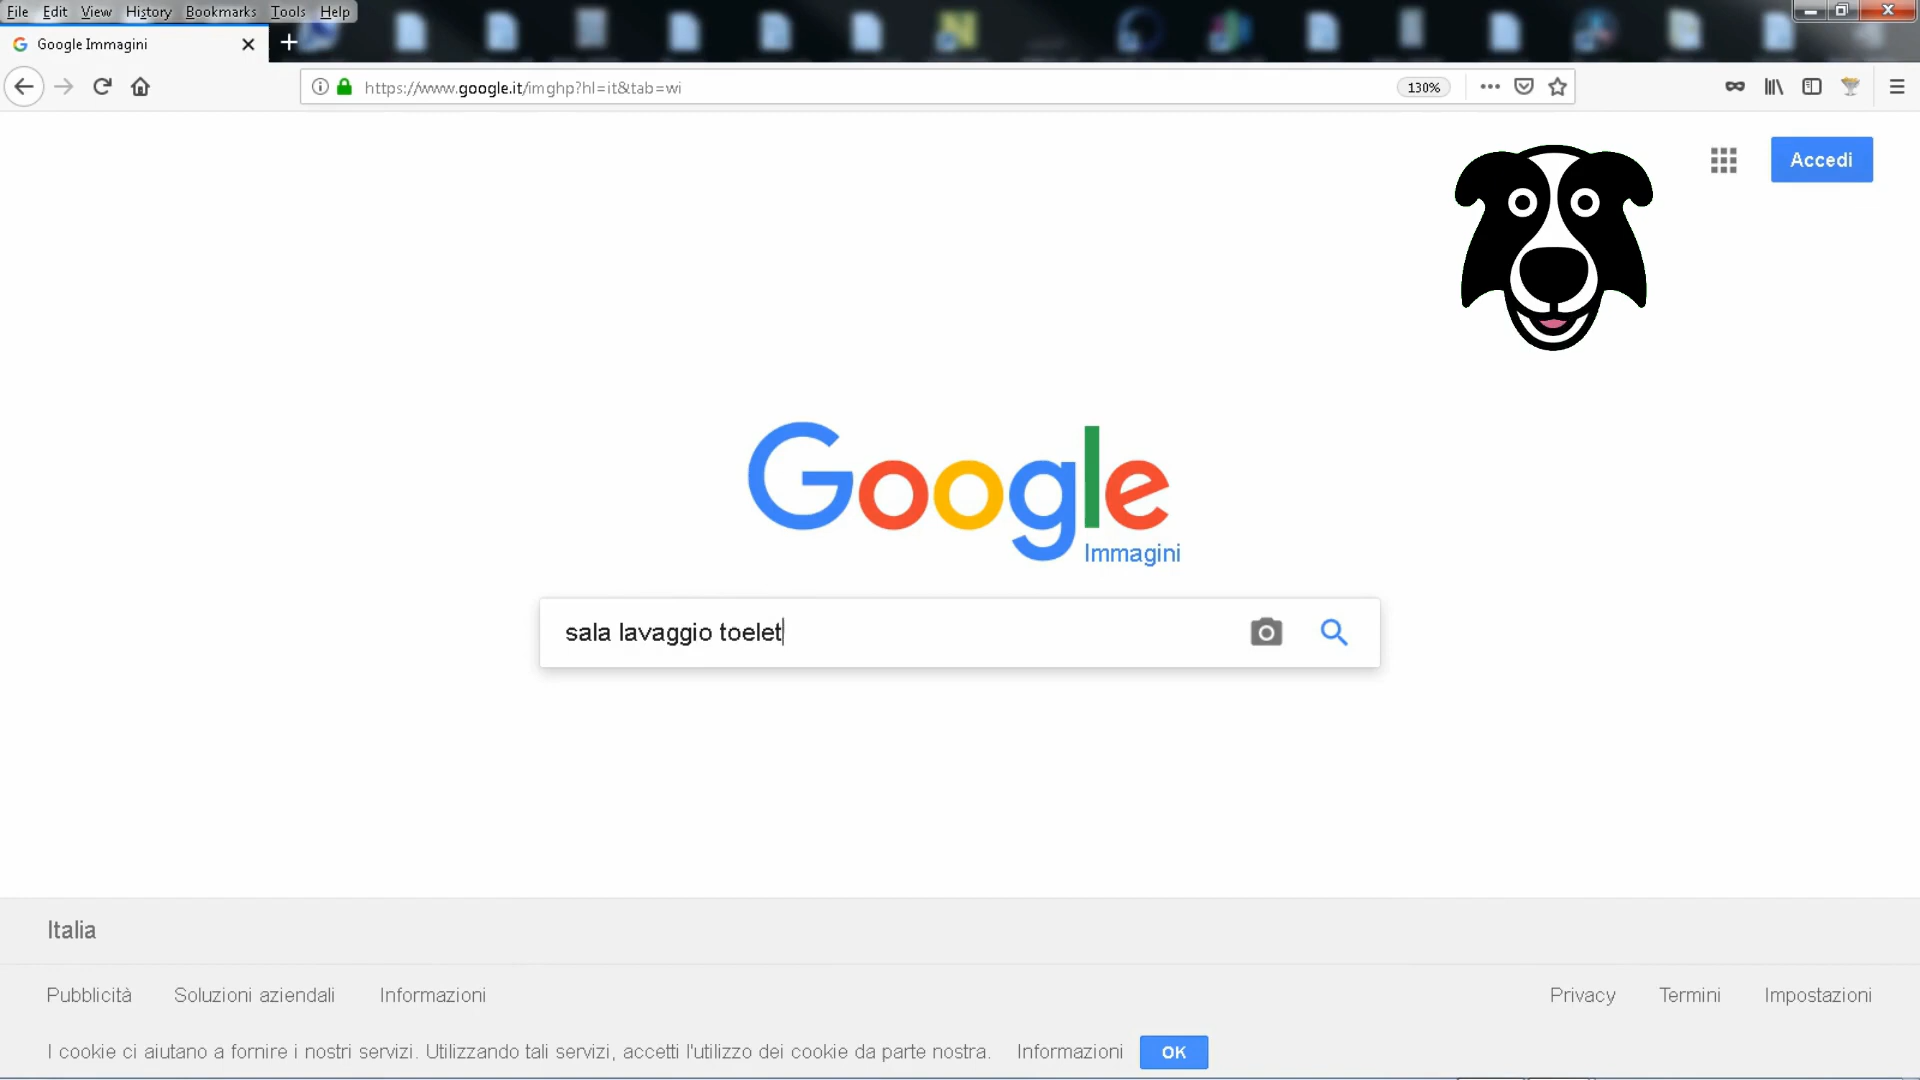 File Edit View History Bookmarks Tools Help
Google Immagini
https://www.google.it/imghp?hl=it&tab=wi
130%
Accedi
Google
Immagini
sala lavaggio toelet
Italia
Pubblicità Soluzioni aziendali Informazioni Privacy Termini Impostazioni
I cookie ci aiutano a fornire i nostri servizi. Utilizzando tali servizi, accetti l'utilizzo dei cookie da parte nostra. Informazioni OK